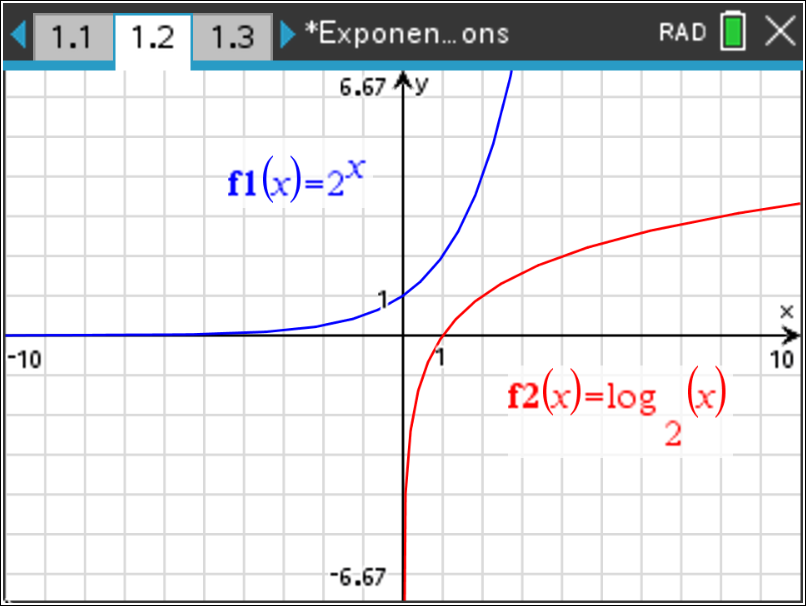 1.1 1.2 1.3 *Exponen...ons RAD
6.67 y
f1(x)=2^x
1
x
-10 1 10
f2(x)=log₂(x)
-6.67